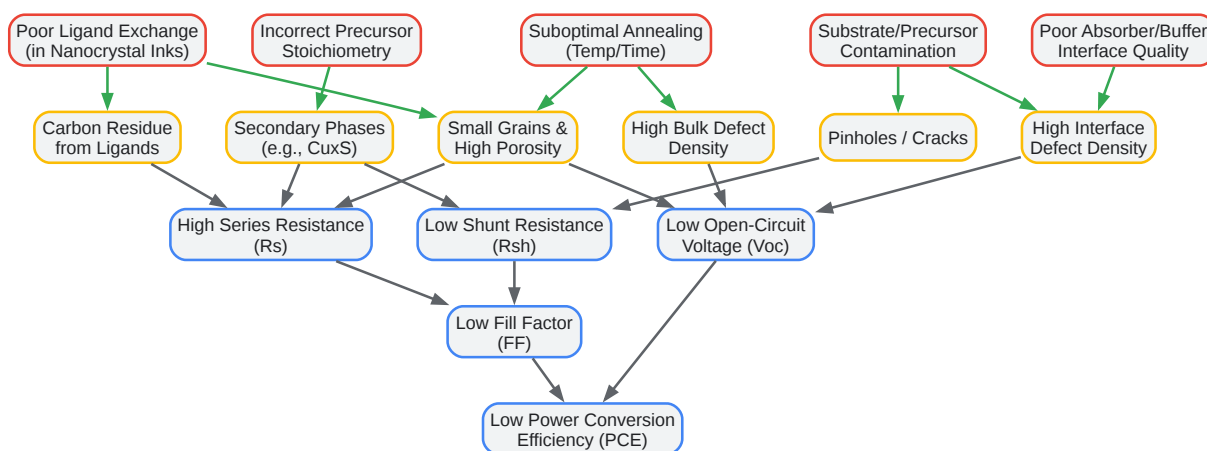 Poor Ligand Exchange
(in Nanocrystal Inks)
Incorrect Precursor
Stoichiometry
Suboptimal Annealing
(Temp/Time)
Substrate/Precursor
Contamination
Poor Absorber/Buffer
Interface Quality
Carbon Residue
from Ligands
Secondary Phases
(e.g., CuxS)
Small Grains &
High Porosity
High Bulk Defect
Density
Pinholes / Cracks
High Interface
Defect Density
High Series Resistance
(Rs)
Low Shunt Resistance
(Rsh)
Low Open-Circuit
Voltage (Voc)
Low Fill Factor
(FF)
Low Power Conversion
Efficiency (PCE)